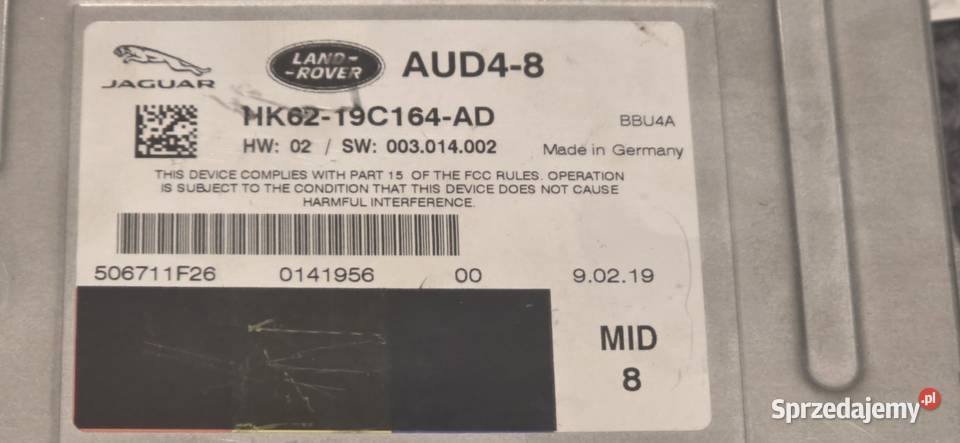 JAGUAR
LAND-
-ROVER
AUD4-8
HK62-19C164-AD
BBU4A
HW: 02 / SW: 003.014.002
Made in Germany
THIS DEVICE COMPLIES WITH PART 15 OF THE FCC RULES. OPERATION
IS SUBJECT TO THE CONDITION THAT THIS DEVICE DOES NOT CAUSE
HARMFUL INTERFERENCE.
506711F26 0141956 00 9.02.19
MID
8
Sprzedajemy.pl